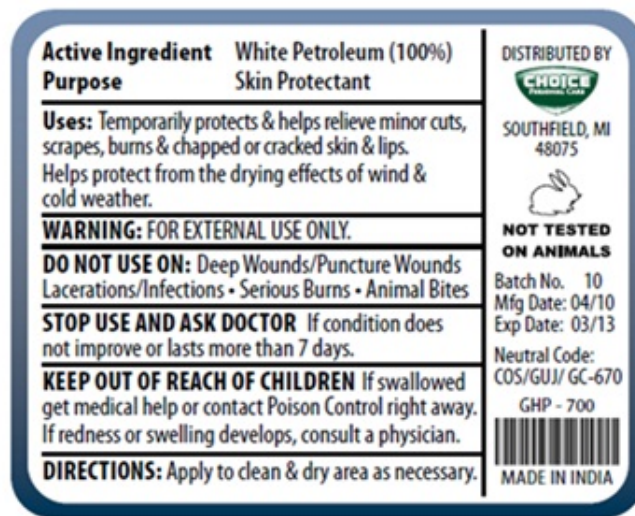 Active Ingredient White Petroleum (100%)
Purpose Skin Protectant
Uses: Temporarily protects & helps relieve minor cuts,
scrapes, burns & chapped or cracked skin & lips.
Helps protect from the drying effects of wind &
cold weather.
WARNING: FOR EXTERNAL USE ONLY.
DO NOT USE ON: Deep Wounds/Puncture Wounds
Lacerations/Infections • Serious Burns • Animal Bites
STOP USE AND ASK DOCTOR If condition does
not improve or lasts more than 7 days.
KEEP OUT OF REACH OF CHILDREN If swallowed
get medical help or contact Poison Control right away.
If redness or swelling develops, consult a physician.
DIRECTIONS: Apply to clean & dry area as necessary.
DISTRIBUTED BY
CHOICE
PERSONAL CARE
SOUTHFIELD, MI
48075
NOT TESTED
ON ANIMALS
Batch No. 10
Mfg Date: 04/10
Exp Date: 03/13
Neutral Code:
COS/GUJ/ GC-670
GHP - 700
MADE IN INDIA